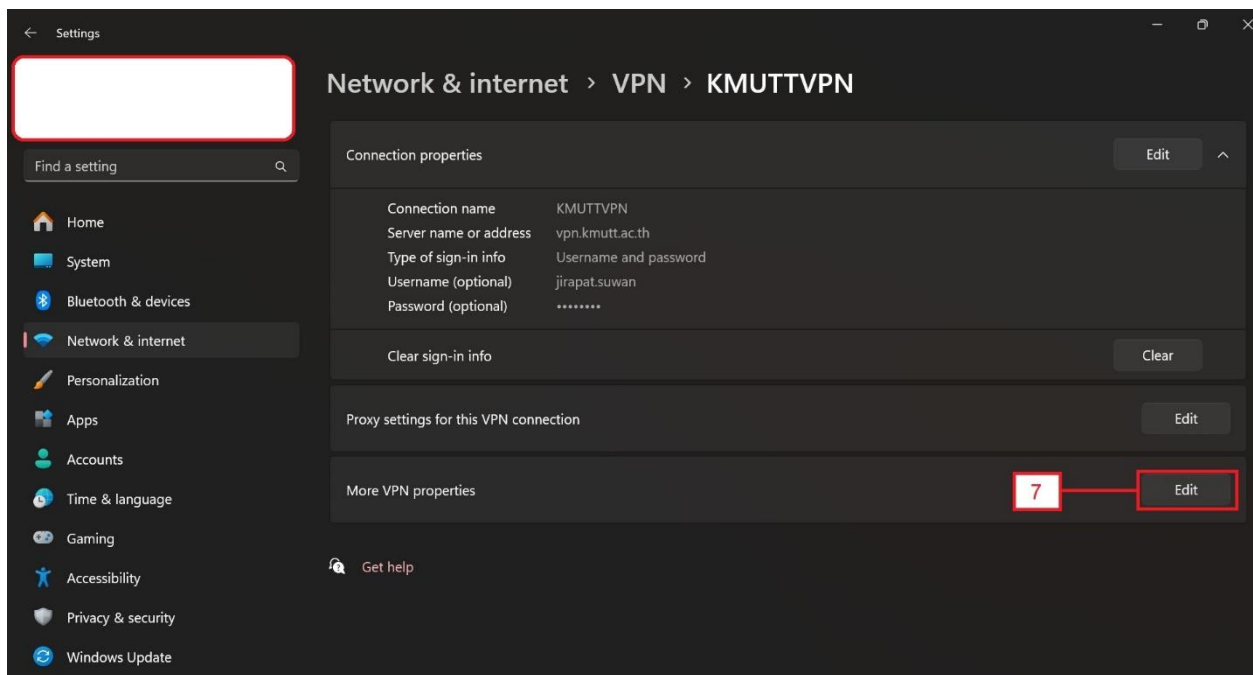 Settings
Network & internet > VPN > KMUTTVPN
Find a setting
Home
System
Bluetooth & devices
Network & internet
Personalization
Apps
Accounts
Time & language
Gaming
Accessibility
Privacy & security
Windows Update
Connection properties Edit
Connection name KMUTTVPN
Server name or address vpn.kmutt.ac.th
Type of sign-in info Username and password
Username (optional) jirapat.suwan
Password (optional) ••••••••
Clear sign-in info Clear
Proxy settings for this VPN connection Edit
More VPN properties 7 Edit
Get help